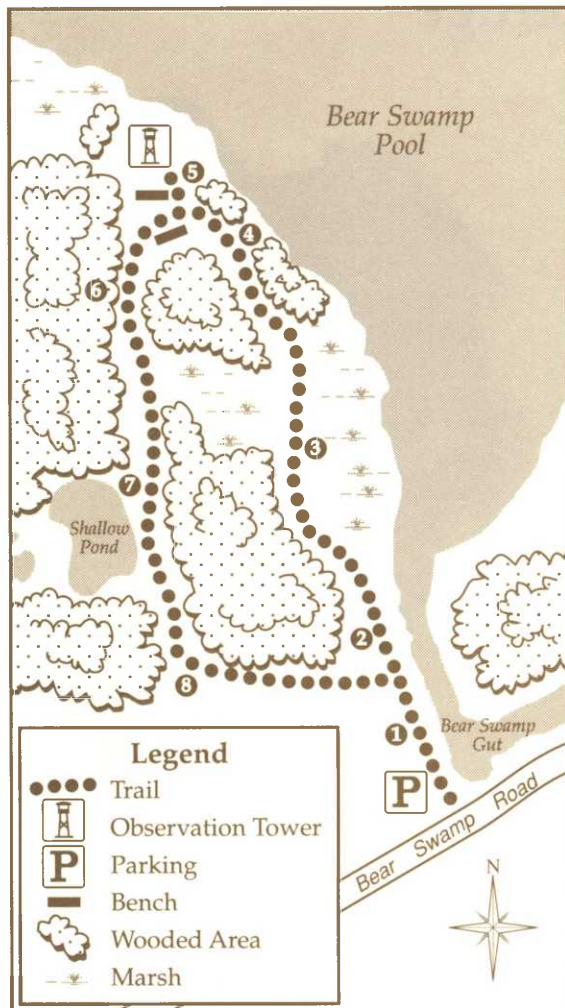 Bear Swamp
Pool
5
4
6
3
7
Shallow
Pond
2
8
1
Bear Swamp
Gut
P
Bear Swamp Road
N
Legend
Trail
Observation Tower
P
Parking
Bench
Wooded Area
Marsh